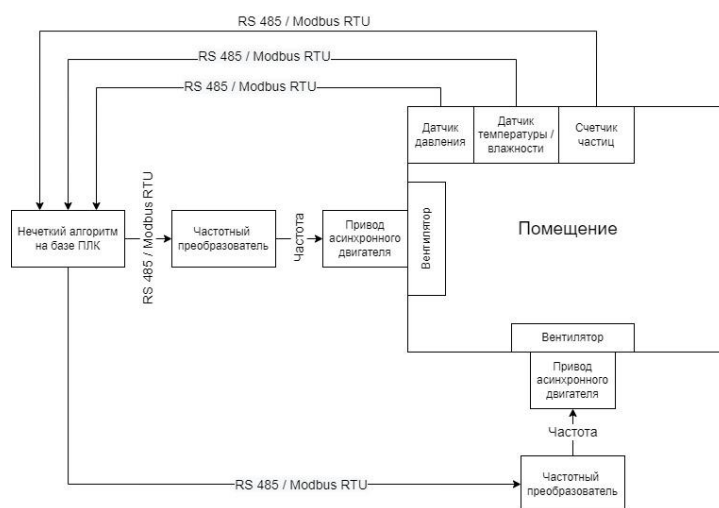 RS 485 / Modbus RTU
RS 485 / Modbus RTU
RS 485 / Modbus RTU
Датчик
давления
Датчик
температуры /
влажности
Счетчик
частиц
Нечеткий алгоритм
на базе ПЛК
RS 485 / Modbus RTU
Частотный
преобразователь
Частота
Привод
асинхронного
двигателя
Вентилятор
Помещение
Вентилятор
Привод
асинхронного
двигателя
Частота
RS 485 / Modbus RTU
Частотный
преобразователь